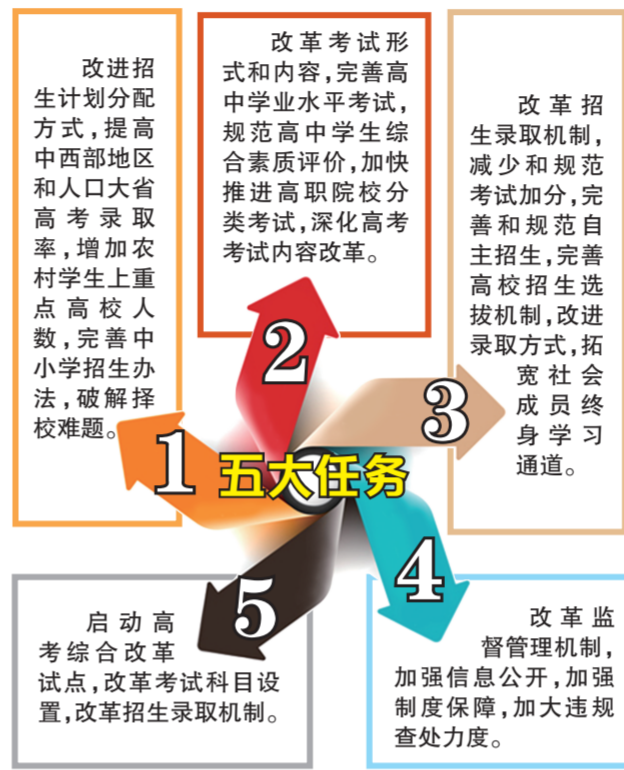 改进招
生计划分配
方式，提高
中西部地区
和人口大省
高考录取
率，增加农
村学生上重
点高校人
数，完善中
小学招生办
法，破解择
校难题。
1
改革考试形
式和内容，完善高
中学业水平考试，
规范高中学生综
合素质评价，加快
推进高职院校分
类考试，深化高考
考试内容改革。
2
改革招
生录取机制，
减少和规范
考试加分，完
善和规范自
主招生，完善
高校招生选
拔机制，改进
录取方式，拓
宽社会
成员终
身学习
通道。
3
五大任务
4
改革监
督管理机制，
加强信息公开，加强
制度保障，加大违规
查处力度。
5
启动高
考综合改革
试点，改革考试科目设
置，改革招生录取机制。